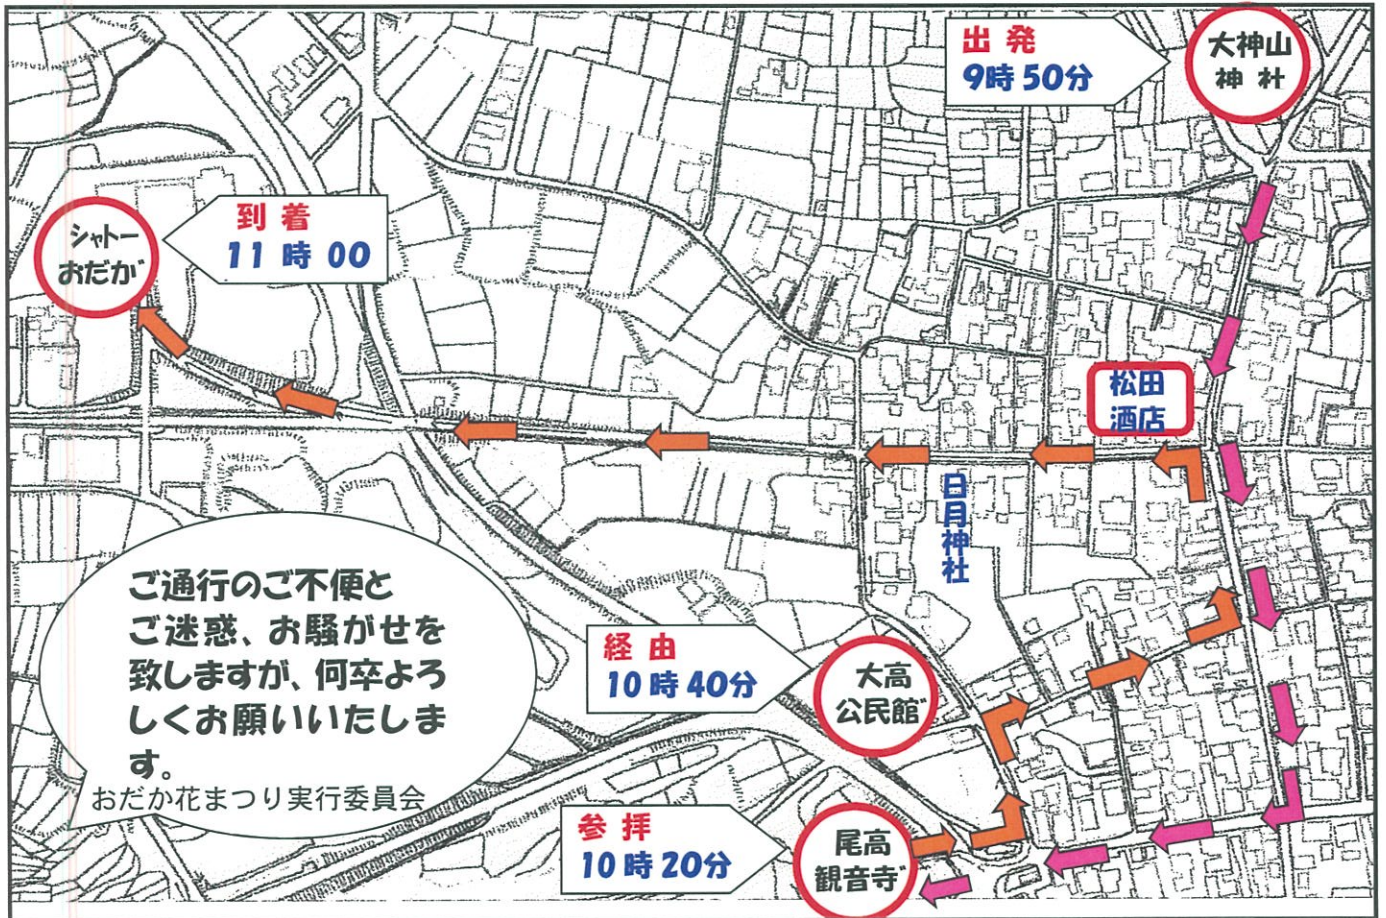 出発
9時50分
大神山
神社
到着
11時00
シャトー
おだか
松田
酒店
日月神社
ご通行のご不便と
ご迷惑、お騒がせを
致しますが、何卒よろ
しくお願いいたしま
す。
おだか花まつり実行委員会
経由
10時40分
大高
公民館
参拝
10時20分
尾高
観音寺